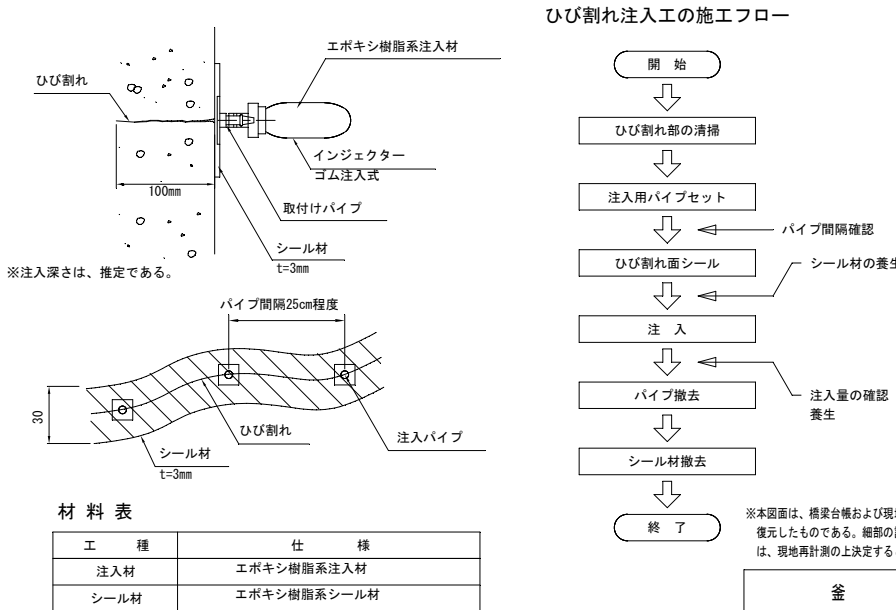 ひび割れ注入工の施工フロー
エポキシ樹脂系注入材
ひび割れ
インジェクター
ゴム注入式
100mm
取付けパイプ
シール材
t=3mm
※注入深さは、推定である。
パイプ間隔25cm程度
30
ひび割れ
注入パイプ
シール材
t=3mm
開 始
ひび割れ部の清掃
注入用パイプセット
パイプ間隔確認
ひび割れ面シール
シール材の養生
注 入
パイプ撤去
注入量の確認
養生
シール材撤去
終 了
材 料 表
工 種 仕 様
注入材 エポキシ樹脂系注入材
シール材 エポキシ樹脂系シール材
※本図面は、橋梁台帳および現
復元したものである。細部の
は、現地再計測の上決定する
釜